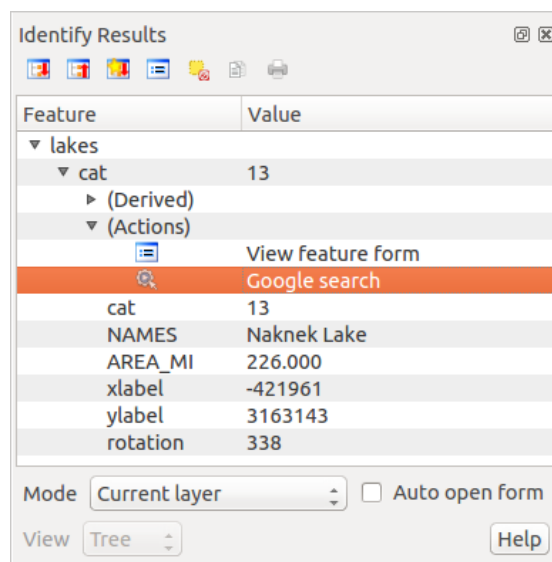 Identify Results
Feature Value
lakes
cat 13
(Derived)
(Actions)
View feature form
Google search
cat 13
NAMES Naknek Lake
AREA_MI 226.000
xlabel -421961
ylabel 3163143
rotation 338
Mode Current layer Auto open form
View Tree Help